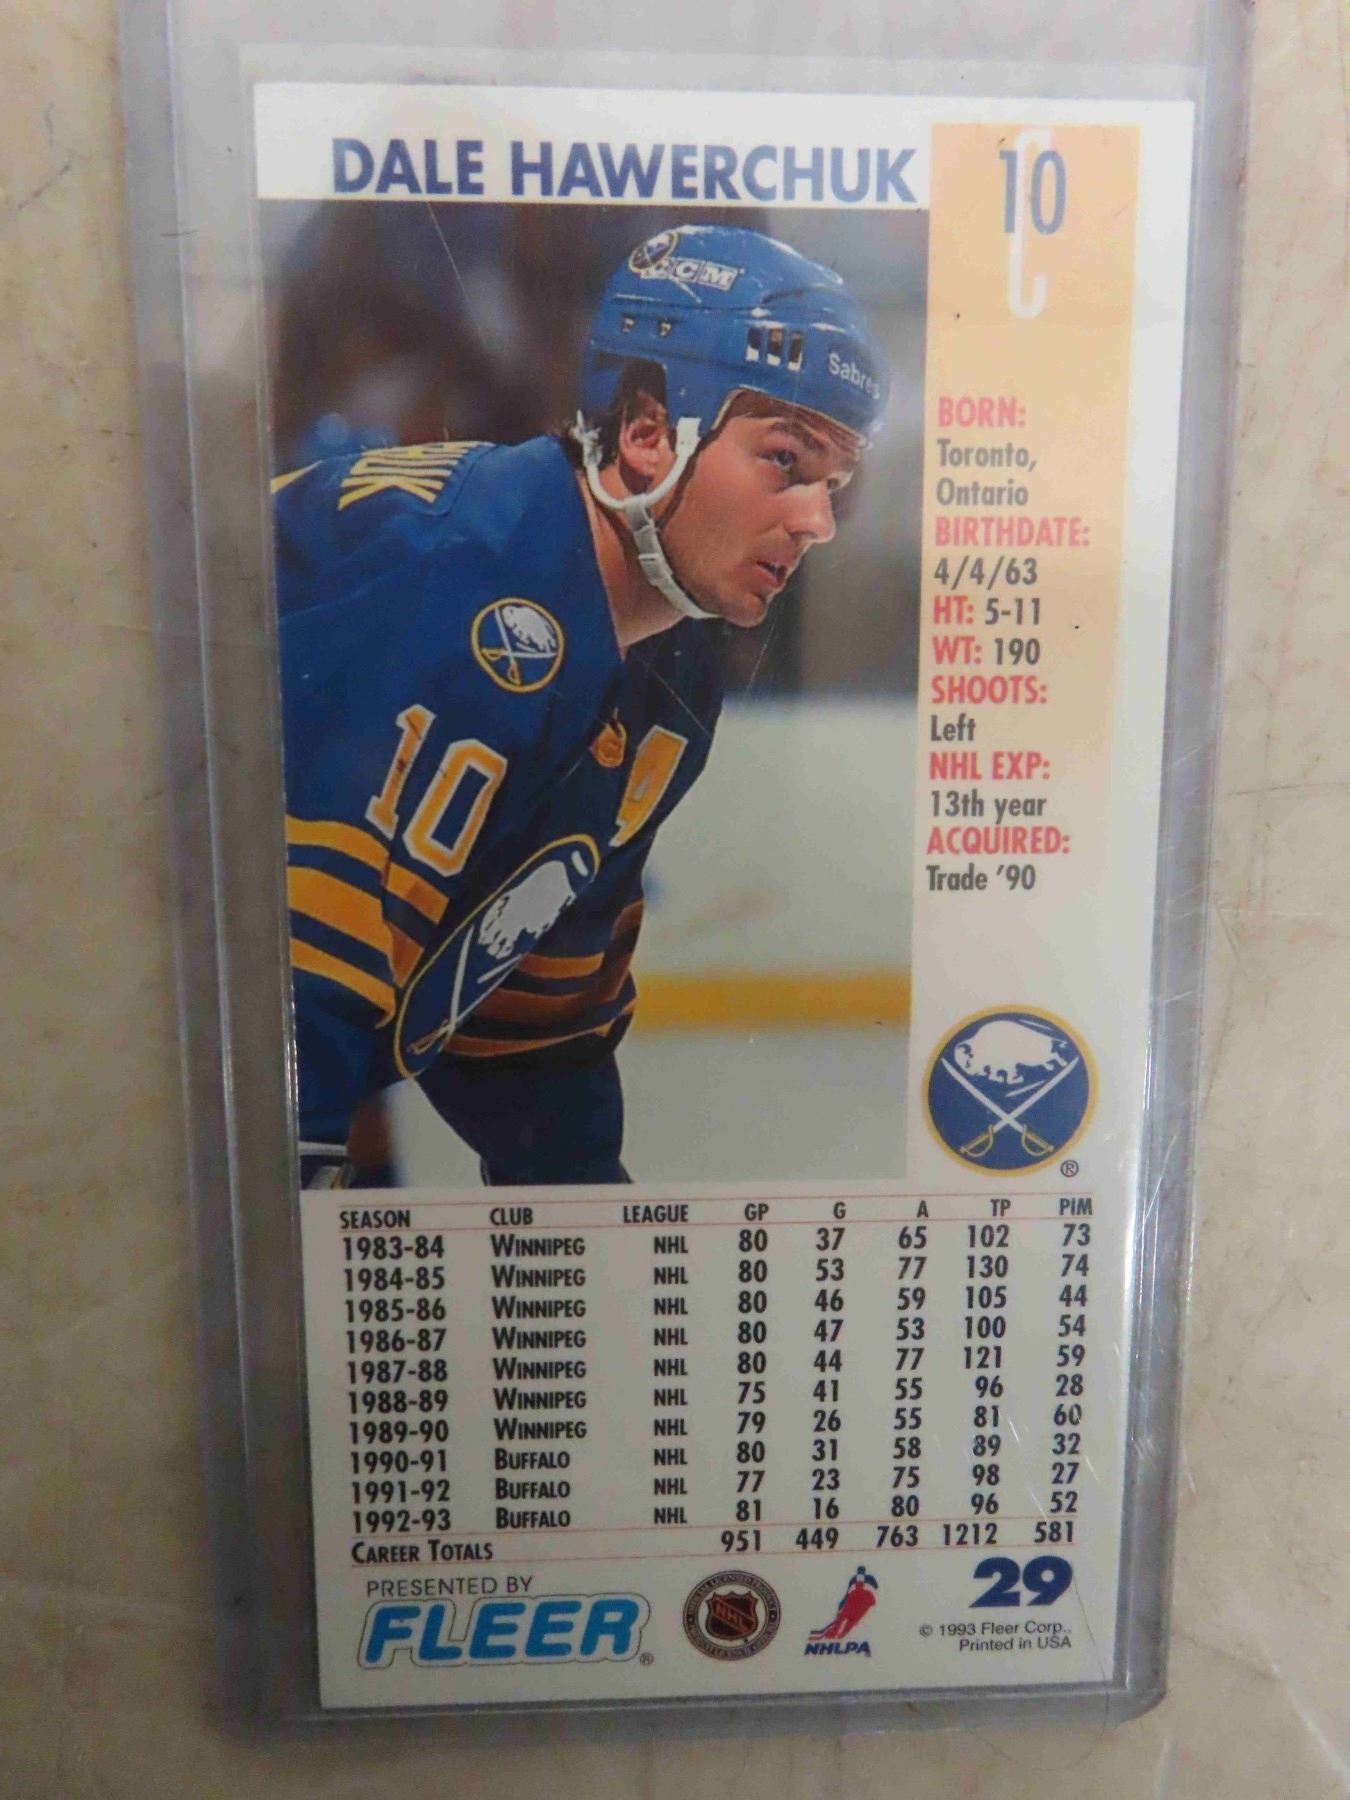 DALE HAWERCHUK
10
C
CCM
Sabres
10
BORN:
Toronto,
Ontario
BIRTHDATE:
4/4/63
HT: 5-11
WT: 190
SHOOTS:
Left
NHL EXP:
13th year
ACQUIRED:
Trade '90
®
SEASON CLUB LEAGUE GP G A TP PIM
1983-84 WINNIPEG NHL 80 37 65 102 73
1984-85 WINNIPEG NHL 80 53 77 130 74
1985-86 WINNIPEG NHL 80 46 59 105 44
1986-87 WINNIPEG NHL 80 47 53 100 54
1987-88 WINNIPEG NHL 80 44 77 121 59
1988-89 WINNIPEG NHL 75 41 55 96 28
1989-90 WINNIPEG NHL 79 26 55 81 60
1990-91 BUFFALO NHL 80 31 58 89 32
1991-92 BUFFALO NHL 77 23 75 98 27
1992-93 BUFFALO NHL 81 16 80 96 52
CAREER TOTALS 951 449 763 1212 581
PRESENTED BY
FLEER®
NHL
NHLPA
29
© 1993 Fleer Corp.,
Printed in USA